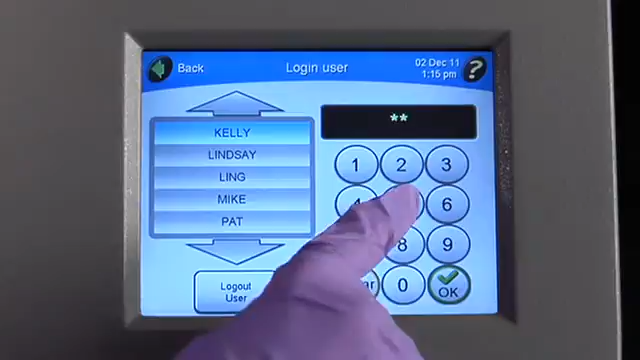 Back
Login user
02 Dec 11
1:15 pm
?
KELLY
LINDSAY
LING
MIKE
PAT
**
1 2 3
4 6
8 9
0
OK
Logout
User